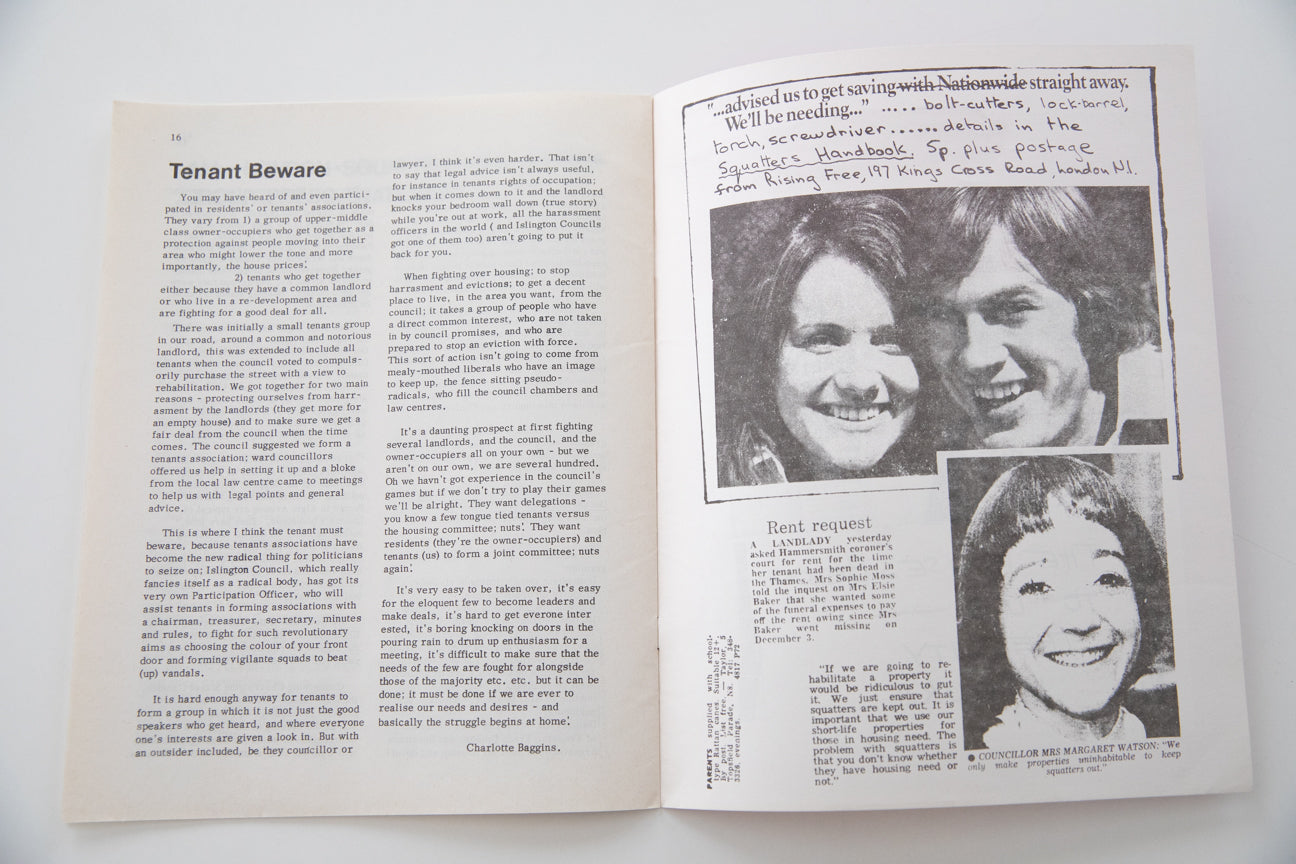 16
Tenant Beware
You may have heard of and even partici-
pated in residents' or tenants' associations.
They vary from 1) a group of upper-middle
class owner-occupiers who get together as a
protection against people moving into their
area who might lower the tone and more
importantly, the house prices!
2) tenants who get together
either because they have a common landlord
or who live in a re-development area and
are fighting for a good deal for all.
There was initially a small tenants group
in our road, around a common and notorious
landlord, this was extended to include all
tenants when the council voted to compuls-
orily purchase the street with a view to
rehabilitation. We got together for two main
reasons - protecting ourselves from harr-
asment by the landlords (they get more for
an empty house) and to make sure we get a
fair deal from the council when the time
comes. The council suggested we form a
tenants association; ward councillors
offered us help in setting it up and a bloke
from the local law centre came to meetings
to help us with legal points and general
advice.
This is where I think the tenant must
beware, because tenants associations have
become the new radical thing for politicians
to seize on; Islington Council, which really
fancies itself as a radical body, has got its
very own Participation Officer, who will
assist tenants in forming associations with
a chairman, treasurer, secretary, minutes
and rules, to fight for such revolutionary
aims as choosing the colour of your front
door and forming vigilante squads to beat
(up) vandals.
It is hard enough anyway for tenants to
form a group in which it is not just the good
speakers who get heard, and where everyone
one's interests are given a look in. But with
an outsider included, be they councillor or
lawyer, I think it's even harder. That isn't
to say that legal advice isn't always useful,
for instance in tenants rights of occupation;
but when it comes down to it and the landlord
knocks your bedroom wall down (true story)
while you're out at work, all the harassment
officers in the world ( and Islington Councils
got one of them too) aren't going to put it
back for you.
When fighting over housing; to stop
harrasment and evictions; to get a decent
place to live, in the area you want, from the
council; it takes a group of people who have
a direct common interest, who are not taken
in by council promises, and who are
prepared to stop an eviction with force.
This sort of action isn't going to come from
mealy-mouthed liberals who have an image
to keep up, the fence sitting pseudo-
radicals, who fill the council chambers and
law centres.
It's a daunting prospect at first fighting
several landlords, and the council, and the
owner-occupiers all on your own - but we
aren't on our own, we are several hundred.
Oh we havn't got experience in the council's
games but if we don't try to play their games
we'll be alright. They want delegations -
you know a few tongue tied tenants versus
the housing committee; nuts! They want
residents (they're the owner-occupiers) and
tenants (us) to form a joint committee; nuts
again!
It's very easy to be taken over, it's easy
for the eloquent few to become leaders and
make deals, it's hard to get everone inter
ested, it's boring knocking on doors in the
pouring rain to drum up enthusiasm for a
meeting, it's difficult to make sure that the
needs of the few are fought for alongside
those of the majority etc. etc. but it can be
done; it must be done if we are ever to
realise our needs and desires - and
basically the struggle begins at home!
Charlotte Baggins.
"...advised us to get saving with Nationwide straight away.
We'll be needing..." ..... bolt-cutters, lock-barrel,
torch, screwdriver ...... details in the
Squatters Handbook. 5p. plus postage
from Rising Free, 197 Kings Cross Road, London N1.
Rent request
A LANDLADY yesterday
asked Hammersmith coroner's
court for rent for the time
her tenant had been dead in
the Thames. Mrs Sophie Moss
told the inquest on Mrs Elsie
Baker that she wanted some
of the funeral expenses to pay
off the rent owing since Mrs
Baker went missing on
December 3.
PARENTS supplied with school-
type Rattan canes. Suitable 12+.
By post. List free. — Taylor, 5
Topsfield Parade, N8. Tel: 348-
3326, evenings. 4817 P72
"If we are going to re-
habilitate a property it
would be ridiculous to gut
it. We just ensure that
squatters are kept out. It is
important that we use our
short-life properties for
those in housing need. The
problem with squatters is
that you don't know whether
they have housing need or
not."
● COUNCILLOR MRS MARGARET WATSON: "We
only make properties uninhabitable to keep
squatters out."